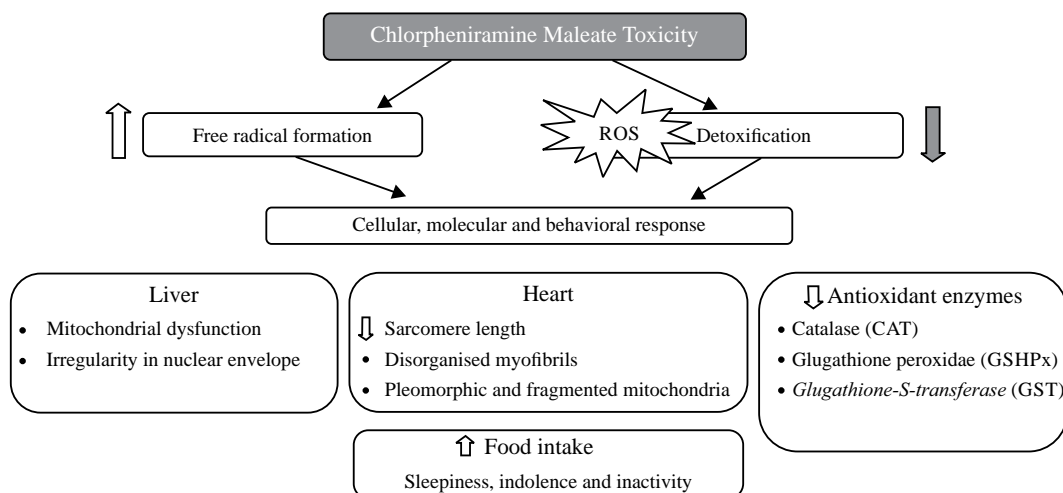 Chlorpheniramine Maleate Toxicity
Free radical formation
ROS
Detoxification
Cellular, molecular and behavioral response
Liver
• Mitochondrial dysfunction
• Irregularity in nuclear envelope
Heart
Sarcomere length
• Disorganised myofibrils
• Pleomorphic and fragmented mitochondria
Antioxidant enzymes
• Catalase (CAT)
• Glugathione peroxidae (GSHPx)
• Glugathione-S-transferase (GST)
Food intake
Sleepiness, indolence and inactivity